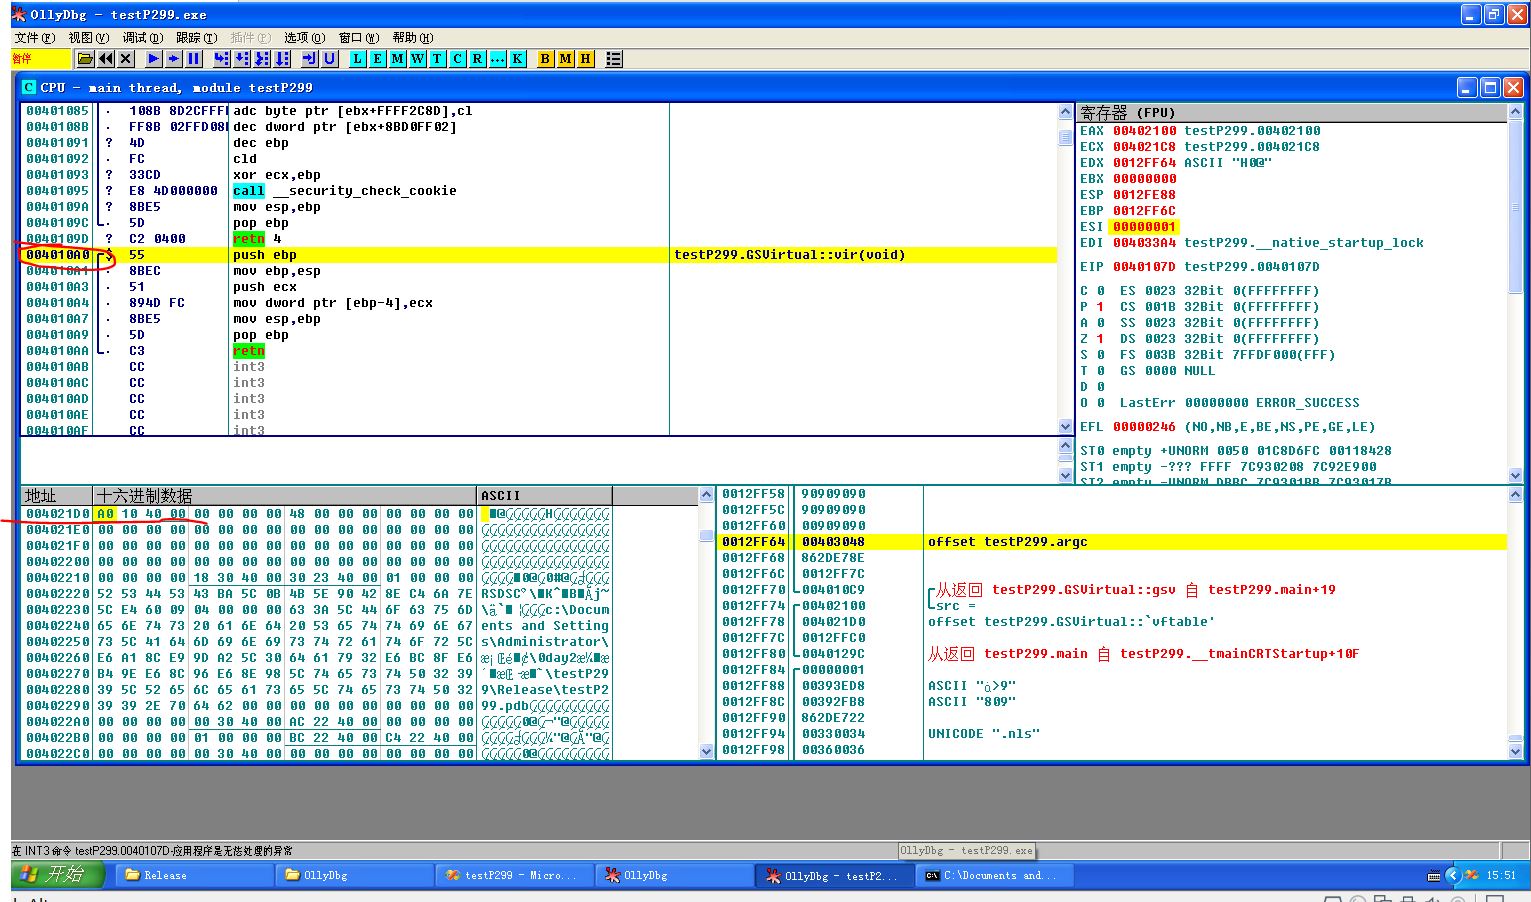 OllyDbg - testP299.exe
文件(F) 视图(V) 调试(D) 跟踪(T) 插件(P) 选项(O) 窗口(W) 帮助(H)
暂停 L E M W T C R ... K B M H
C CPU - main thread, module testP299
00401085 · 108B 8D2CFFFF adc byte ptr [ebx+FFFF2C8D],cl
0040108B · FF8B 02FFD08B dec dword ptr [ebx+8BD0FF02]
00401091 ? 4D dec ebp
00401092 · FC cld
00401093 ? 33CD xor ecx,ebp
00401095 ? E8 4D000000 call __security_check_cookie
0040109A ? 8BE5 mov esp,ebp
0040109C · 5D pop ebp
0040109D ? C2 0400 retn 4
004010A0 $ 55 push ebp testP299.GSVirtual::vir(void)
004010A1 · 8BEC mov ebp,esp
004010A3 · 51 push ecx
004010A4 · 894D FC mov dword ptr [ebp-4],ecx
004010A7 · 8BE5 mov esp,ebp
004010A9 · 5D pop ebp
004010AA · C3 retn
004010AB CC int3
004010AC CC int3
004010AD CC int3
004010AE CC int3
004010AF CC int3
寄存器 (FPU)
EAX 00402100 testP299.00402100
ECX 004021C8 testP299.004021C8
EDX 0012FF64 ASCII "H0@"
EBX 00000000
ESP 0012FE88
EBP 0012FF6C
ESI 00000001
EDI 004033A4 testP299.__native_startup_lock
EIP 0040107D testP299.0040107D
C 0 ES 0023 32Bit 0(FFFFFFFF)
P 1 CS 001B 32Bit 0(FFFFFFFF)
A 0 SS 0023 32Bit 0(FFFFFFFF)
Z 1 DS 0023 32Bit 0(FFFFFFFF)
S 0 FS 003B 32Bit 7FFDF000(FFF)
T 0 GS 0000 NULL
D 0
O 0 LastErr 00000000 ERROR_SUCCESS
EFL 00000246 (NO,NB,E,BE,NS,PE,GE,LE)
ST0 empty +UNORM 0050 01C8D6FC 00118428
ST1 empty -??? FFFF 7C930208 7C92E900
ST2 empty -UNORM DBBC 7C9301BB 7C93017B
地址 十六进制数据 ASCII
004021D0 A0 10 40 00 00 00 00 00 48 00 00 00 00 00 00 00
004021E0 00 00 00 00 00 00 00 00 00 00 00 00 00 00 00 00
004021F0 00 00 00 00 00 00 00 00 00 00 00 00 00 00 00 00
00402200 00 00 00 00 00 00 00 00 00 00 00 00 00 00 00 00
00402210 00 00 00 00 18 30 40 00 30 23 40 00 01 00 00 00
00402220 52 53 44 53 43 BA 5C 0B 4B 5E 90 42 8E C4 6A 7E
00402230 5C E4 60 09 04 00 00 00 63 3A 5C 44 6F 63 75 6D c:\Docum
00402240 65 6E 74 73 20 61 6E 64 20 53 65 74 74 69 6E 67 ents and Setting
00402250 73 5C 41 64 6D 69 6E 69 73 74 72 61 74 6F 72 5C s\Administrator\
00402260 E6 A1 8C E9 9D A2 5C 30 64 61 79 32 E6 BC 8F E6
00402270 B4 9E E6 8C 96 E6 8E 98 5C 74 65 73 74 50 32 39 \testP29
00402280 39 5C 52 65 6C 65 61 73 65 5C 74 65 73 74 50 32 9\Release\testP2
00402290 39 39 2E 70 64 62 00 00 00 00 00 00 00 00 00 00 99.pdb
004022A0 00 00 00 00 00 30 40 00 AC 22 40 00 00 00 00 00
004022B0 00 00 00 00 01 00 00 00 BC 22 40 00 C4 22 40 00
004022C0 00 00 00 00 00 30 40 00 00 00 00 00 00 00 00 00
0012FF58 90909090
0012FF5C 90909090
0012FF60 00909090
0012FF64 00403048 offset testP299.argc
0012FF68 862DE78E
0012FF6C 0012FF7C
0012FF70 004010C9 从返回 testP299.GSVirtual::gsv 自 testP299.main+19
0012FF74 00402100 src =
0012FF78 004021D0 offset testP299.GSVirtual::`vftable'
0012FF7C 0012FFC0
0012FF80 0040129C 从返回 testP299.main 自 testP299.__tmainCRTStartup+10F
0012FF84 00000001
0012FF88 00393ED8
0012FF8C 00392FB8 ASCII "809"
0012FF90 862DE722
0012FF94 00330034 UNICODE ".nls"
0012FF98 00360036
在 INT3 命令 testP299.0040107D-应用程序是无法处理的异常
OllyDbg - testP299.exe
开始 Release OllyDbg testP299 - Micro... OllyDbg OllyDbg - testP2... C:\Documents and... 15:51